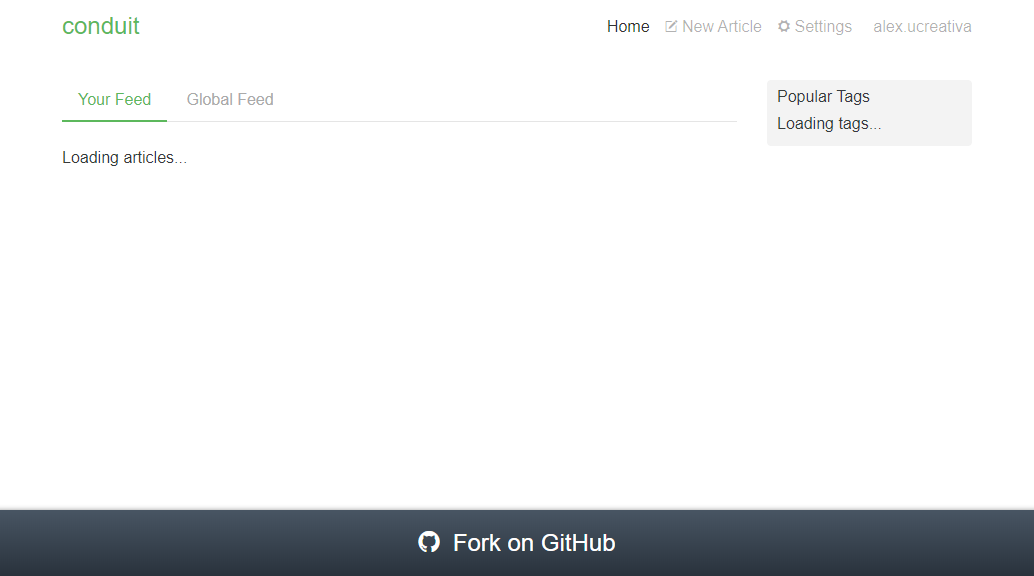 conduit
Home New Article Settings alex.ucreativa
Your Feed Global Feed
Loading articles...
Popular Tags
Loading tags...
Fork on GitHub